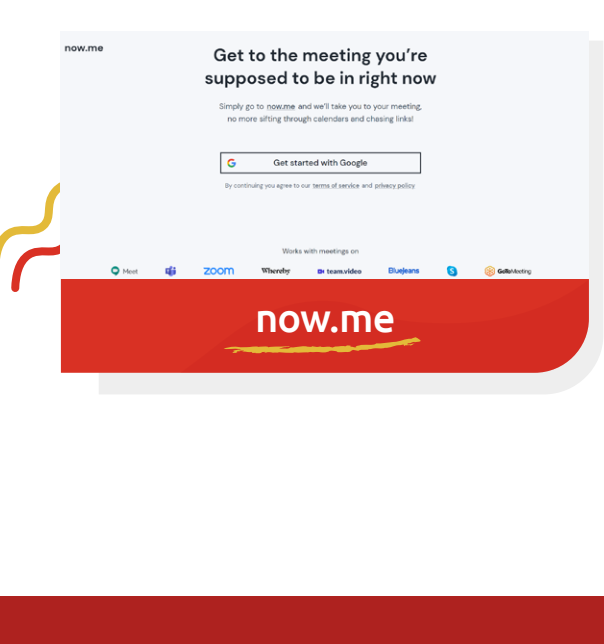 now.me
Get to the meeting you're
supposed to be in right now
Simply go to now.me and we'll take you to your meeting,
no more sifting through calendars and chasing links!
Get started with Google
By continuing you agree to our terms of service and privacy policy
Works with meetings on
Meet zoom Whereby team.video Bluejeans GoToMeeting
now.me